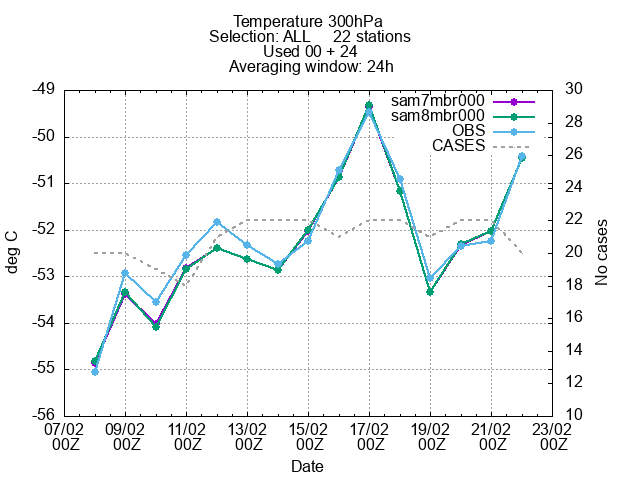 Temperature 300hPa
Selection: ALL 22 stations
Used 00 + 24
Averaging window: 24h
sam7mbr000
sam8mbr000
OBS
CASES
-49
-50
-51
-52
-53
-54
-55
-56
30
28
26
24
22
20
18
16
14
12
10
deg C
No cases
07/02 09/02 11/02 13/02 15/02 17/02 19/02 21/02 23/02
00Z 00Z 00Z 00Z 00Z 00Z 00Z 00Z 00Z
Date